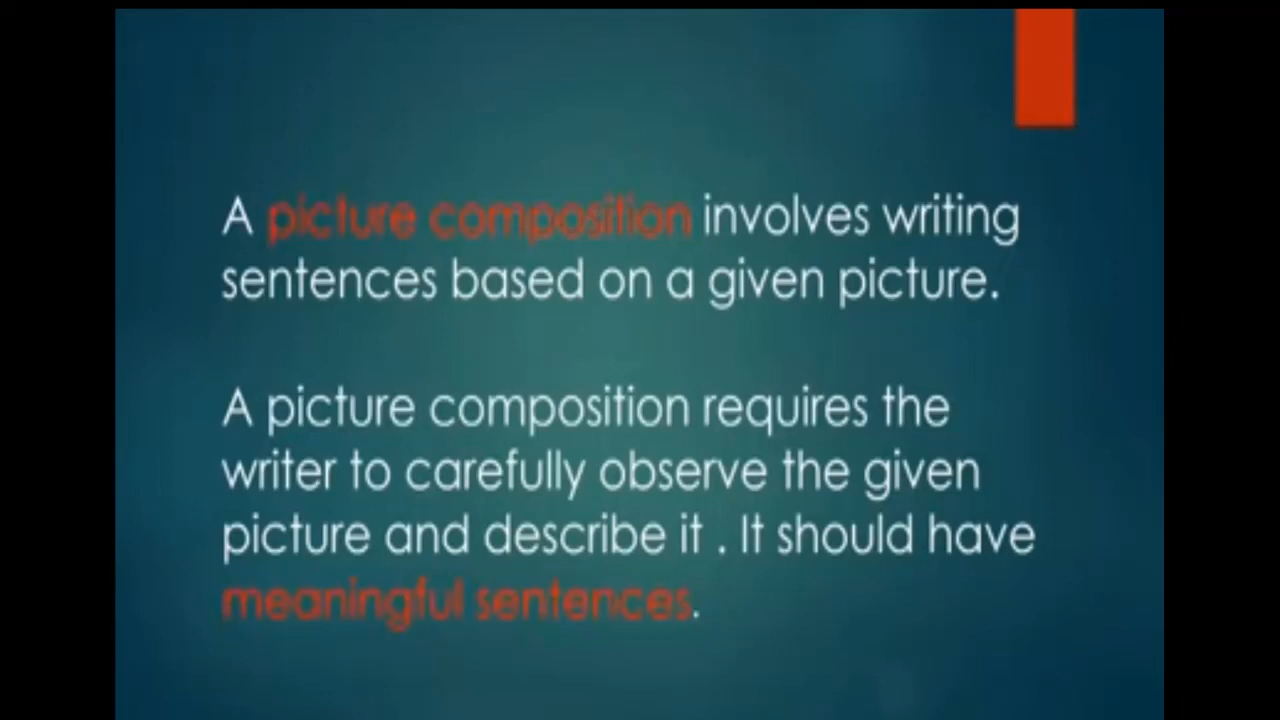 A picture composition involves writing
sentences based on a given picture.
A picture composition requires the
writer to carefully observe the given
picture and describe it . It should have
meaningful sentences.